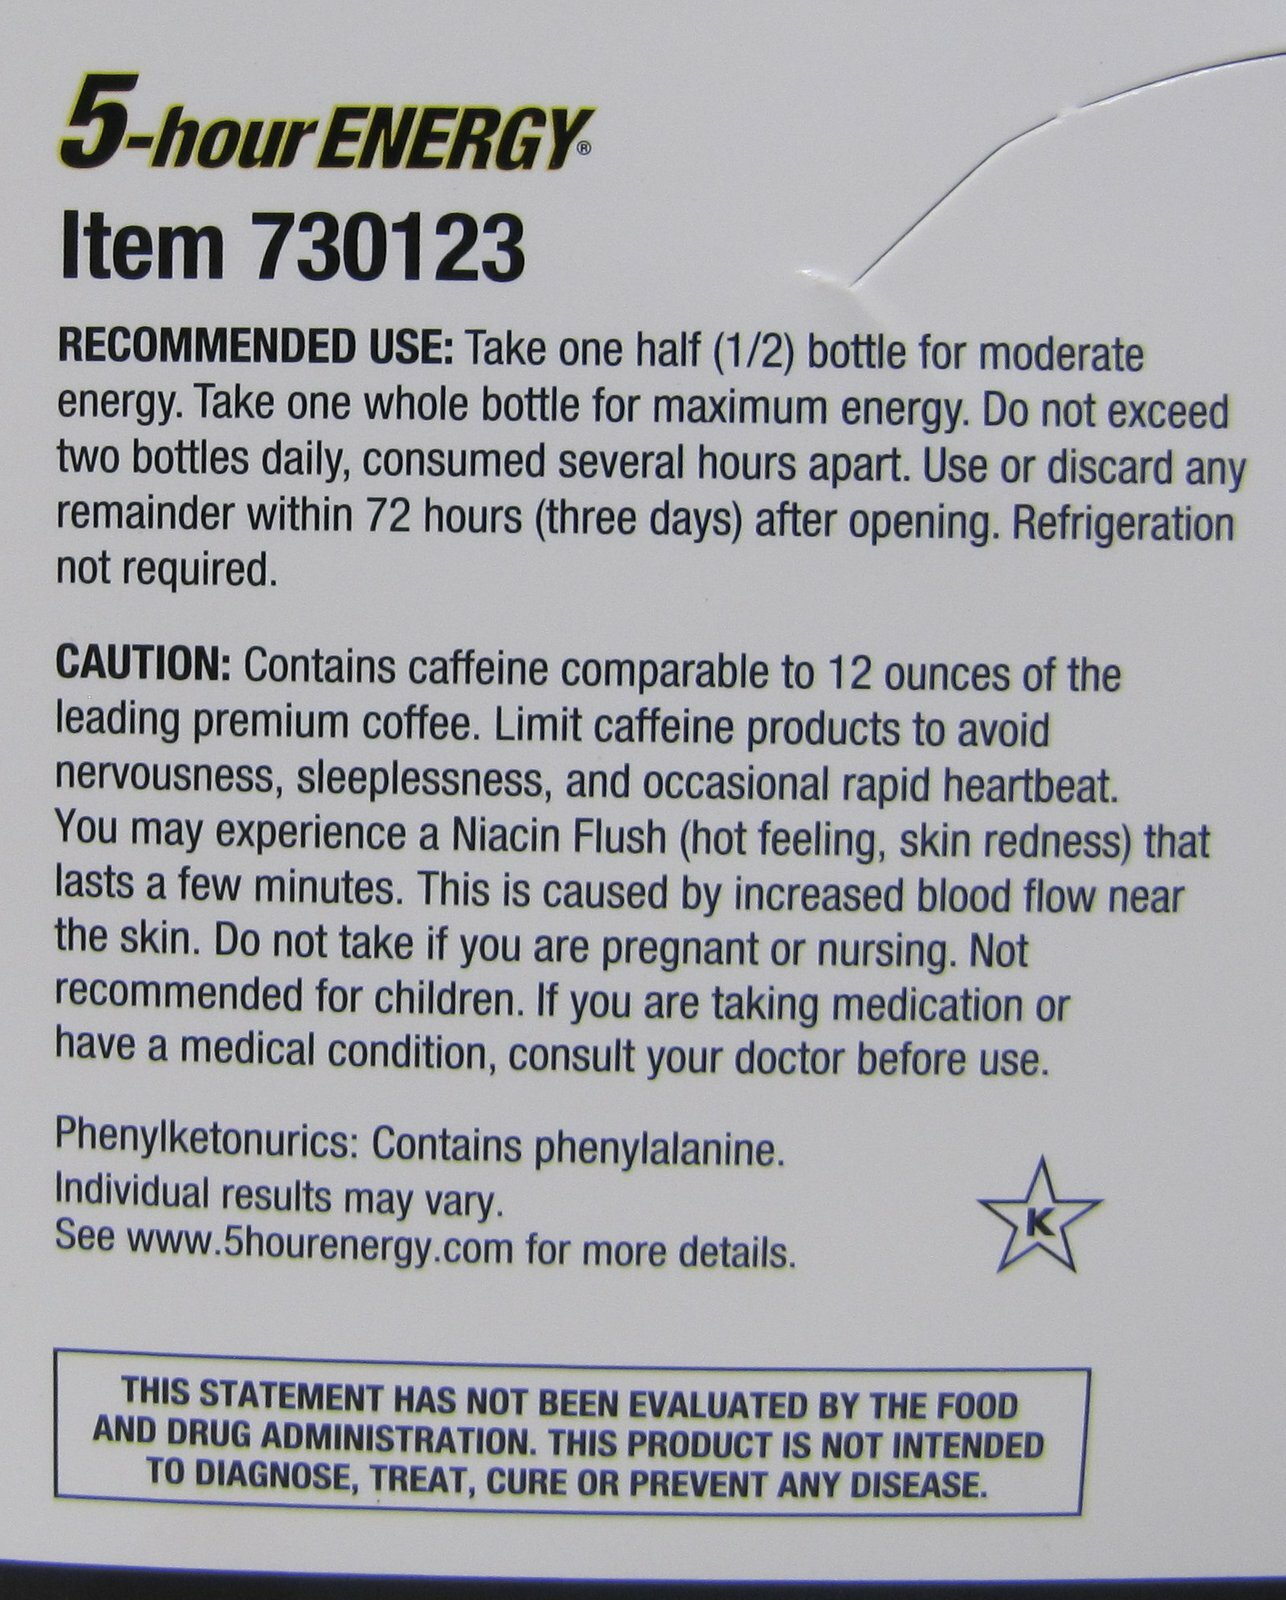 5-hour ENERGY®
Item 730123
RECOMMENDED USE: Take one half (1/2) bottle for moderate
energy. Take one whole bottle for maximum energy. Do not exceed
two bottles daily, consumed several hours apart. Use or discard any
remainder within 72 hours (three days) after opening. Refrigeration
not required.
CAUTION: Contains caffeine comparable to 12 ounces of the
leading premium coffee. Limit caffeine products to avoid
nervousness, sleeplessness, and occasional rapid heartbeat.
You may experience a Niacin Flush (hot feeling, skin redness) that
lasts a few minutes. This is caused by increased blood flow near
the skin. Do not take if you are pregnant or nursing. Not
recommended for children. If you are taking medication or
have a medical condition, consult your doctor before use.
Phenylketonurics: Contains phenylalanine.
Individual results may vary.
See www.5hourenergy.com for more details.
K
THIS STATEMENT HAS NOT BEEN EVALUATED BY THE FOOD
AND DRUG ADMINISTRATION. THIS PRODUCT IS NOT INTENDED
TO DIAGNOSE, TREAT, CURE OR PREVENT ANY DISEASE.